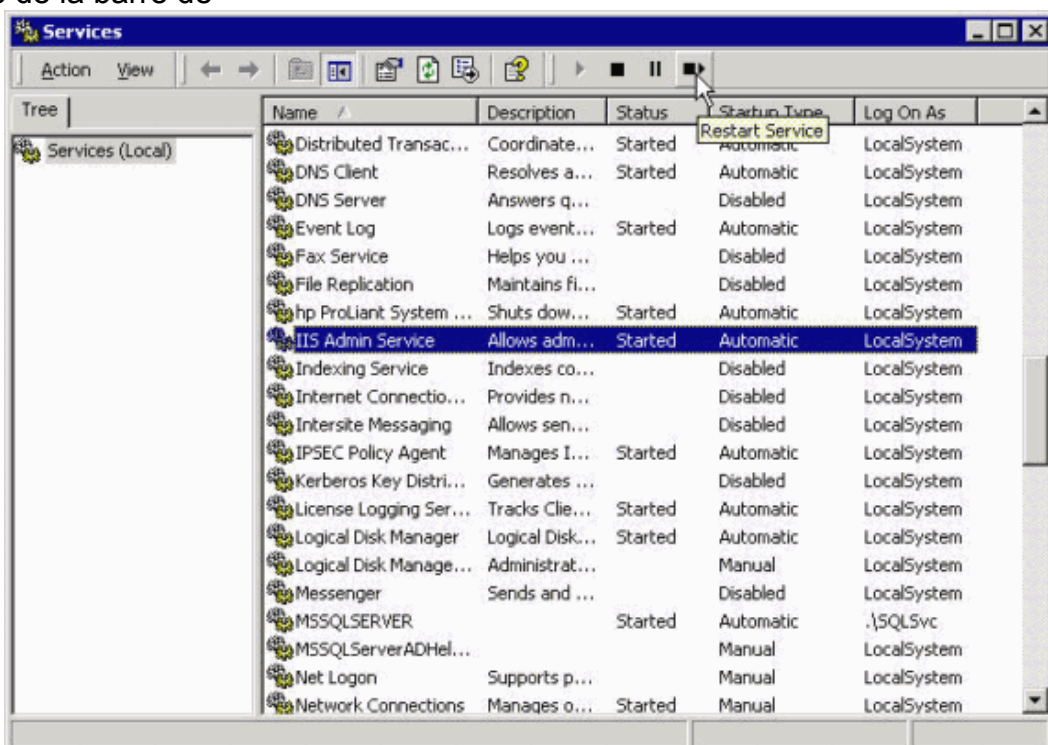 de la barre de
Services
Action View
Tree
Name Description Status Startup Type Log On As
Restart Service
Services (Local)
Distributed Transac... Coordinate... Started Automatic LocalSystem
DNS Client Resolves a... Started Automatic LocalSystem
DNS Server Answers q... Disabled LocalSystem
Event Log Logs event... Started Automatic LocalSystem
Fax Service Helps you ... Disabled LocalSystem
File Replication Maintains fi... Disabled LocalSystem
hp ProLiant System ... Shuts dow... Started Automatic LocalSystem
IIS Admin Service Allows adm... Started Automatic LocalSystem
Indexing Service Indexes co... Disabled LocalSystem
Internet Connectio... Provides n... Disabled LocalSystem
Intersite Messaging Allows sen... Disabled LocalSystem
IPSEC Policy Agent Manages I... Started Automatic LocalSystem
Kerberos Key Distri... Generates ... Disabled LocalSystem
License Logging Ser... Tracks Clie... Started Automatic LocalSystem
Logical Disk Manager Logical Disk... Started Automatic LocalSystem
Logical Disk Manage... Administrat... Manual LocalSystem
Messenger Sends and ... Disabled LocalSystem
MSSQLSERVER Started Automatic .\SQLSvc
MSSQLServerADHel... Manual LocalSystem
Net Logon Supports p... Manual LocalSystem
Network Connections Manages o... Started Manual LocalSystem